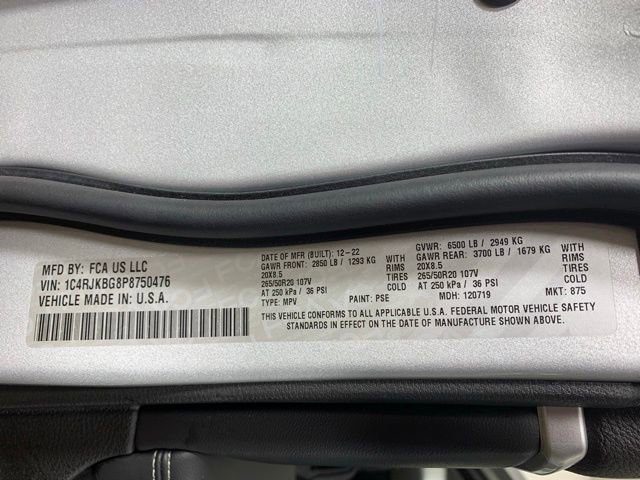 MFD BY: FCA US LLC
VIN: 1C4RJKBG8P8750476
VEHICLE MADE IN U.S.A.
DATE OF MFR (BUILT): 12-22
GAWR FRONT: 2850 LB / 1293 KG WITH
20X8.5 RIMS
265/50R20 107V TIRES
AT 250 kPa / 36 PSI COLD
TYPE: MPV PAINT: PSE
GVWR: 6500 LB / 2949 KG
GAWR REAR: 3700 LB / 1679 KG WITH
20X8.5 RIMS
265/50R20 107V TIRES
AT 250 kPa / 36 PSI COLD
MDH: 120719 MKT: 875
THIS VEHICLE CONFORMS TO ALL APPLICABLE U.S.A. FEDERAL MOTOR VEHICLE SAFETY
STANDARDS IN EFFECT ON THE DATE OF MANUFACTURE SHOWN ABOVE.